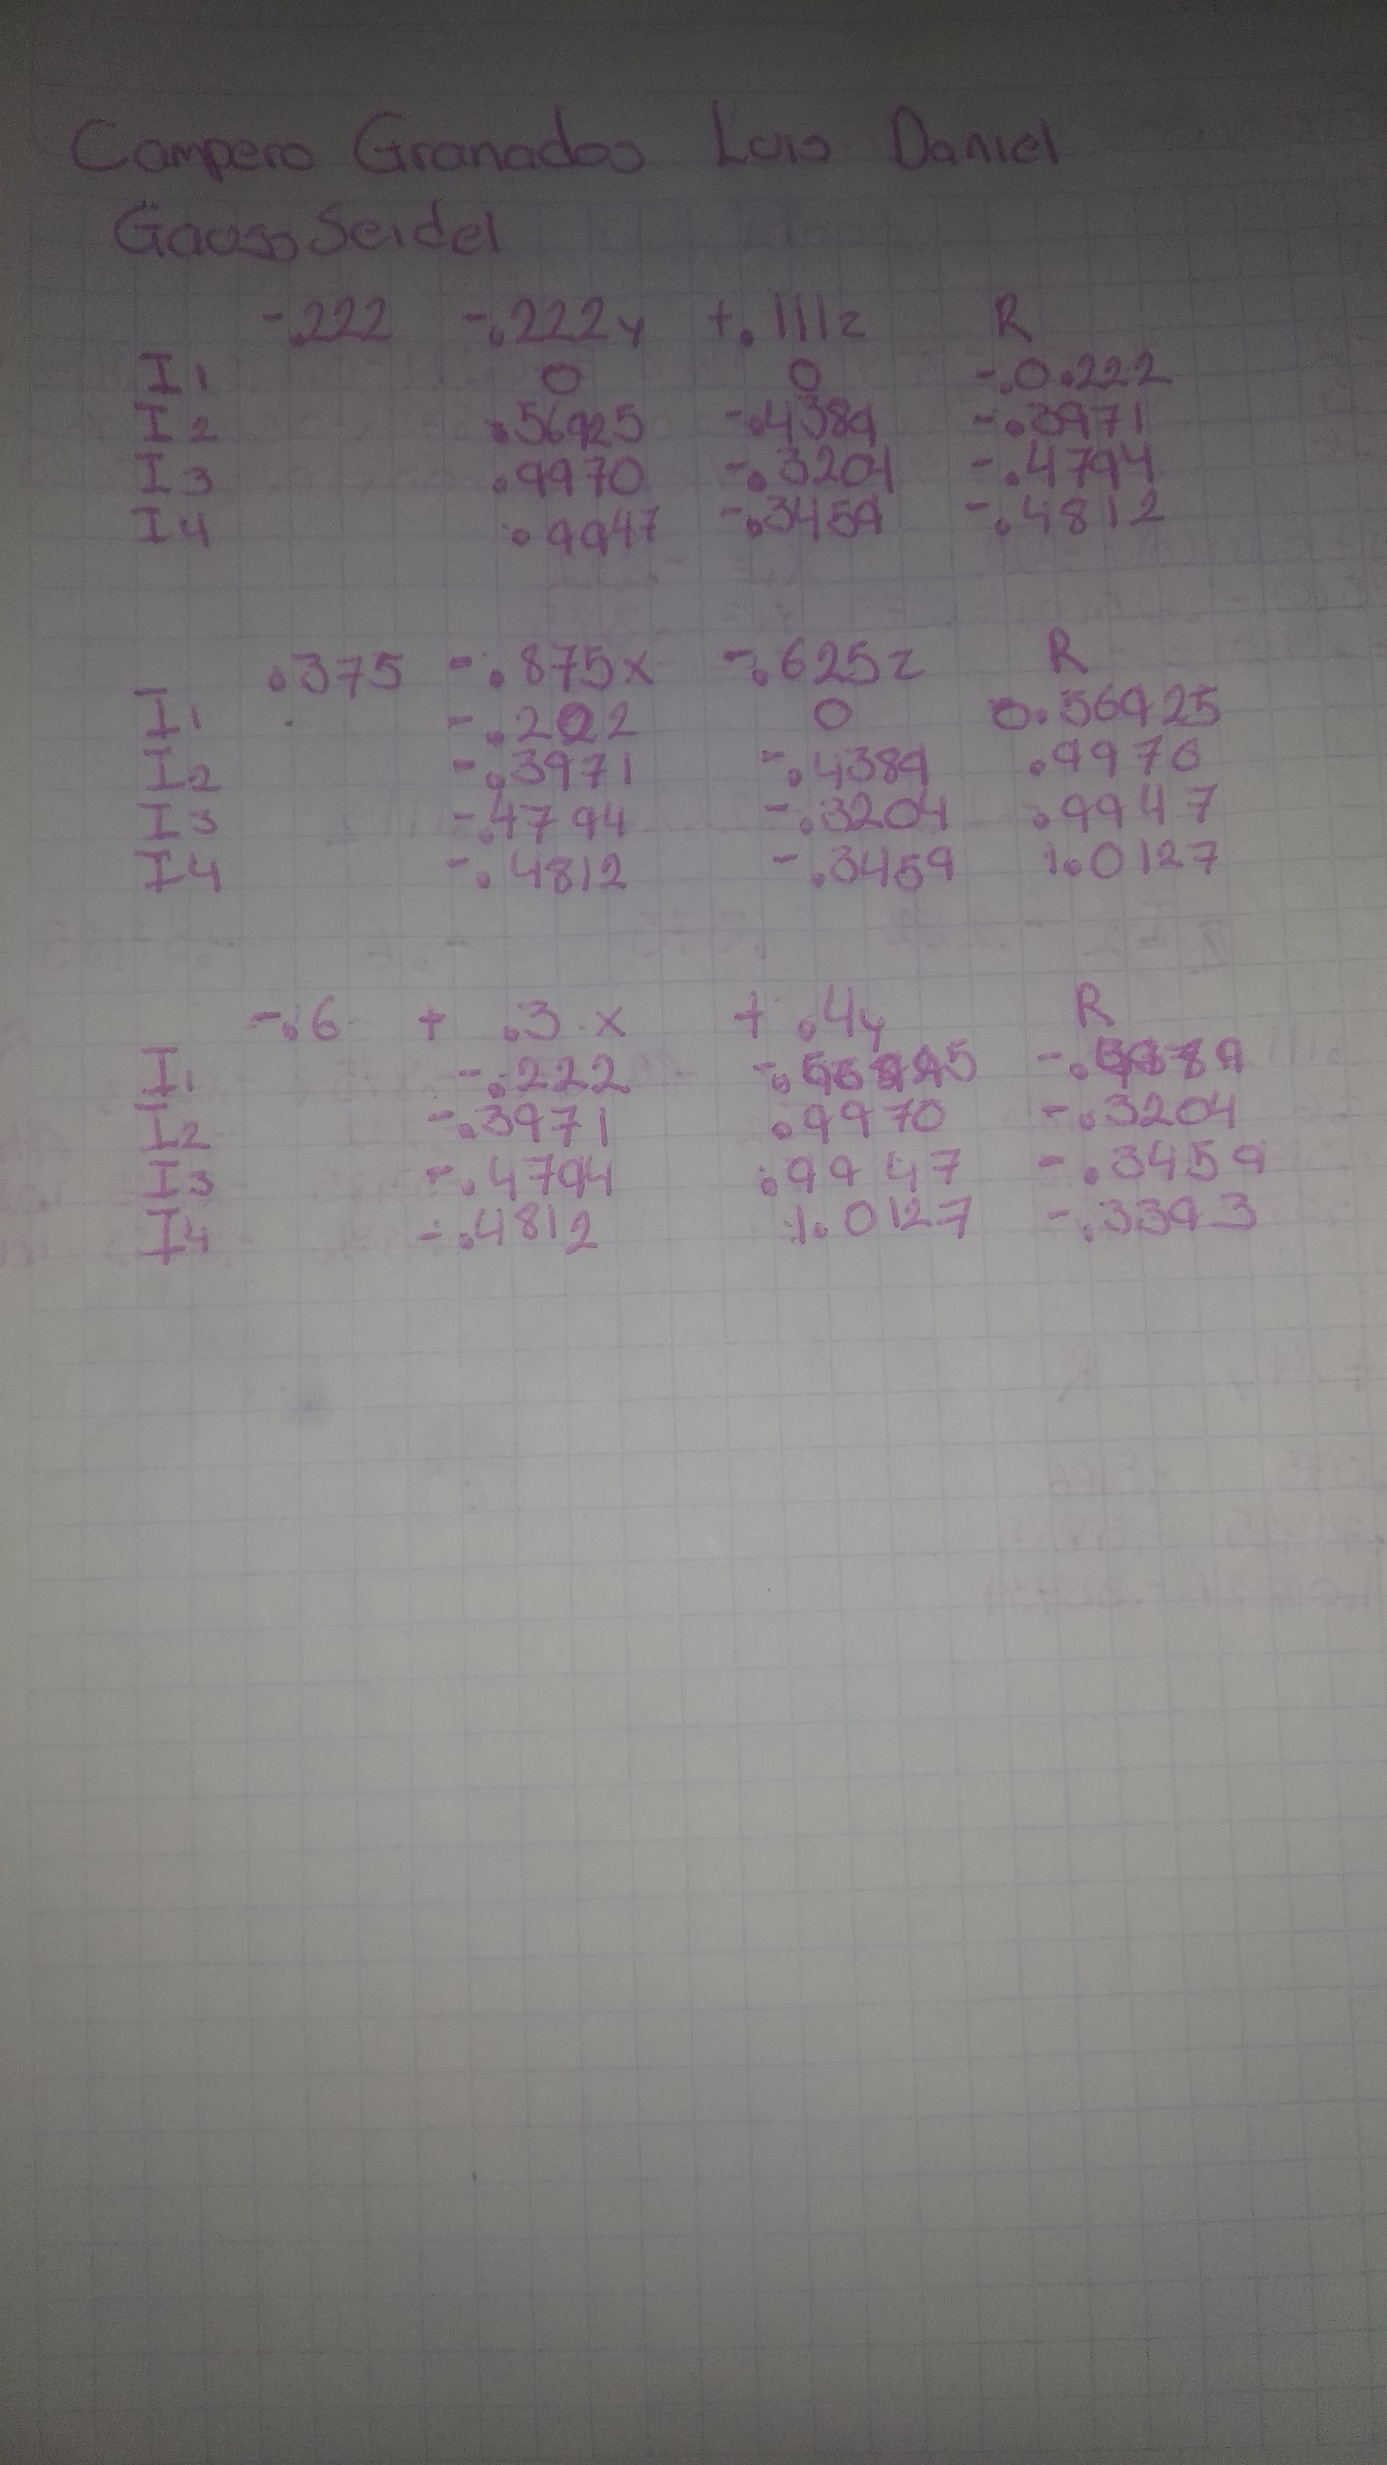 Campero Granados Luis Daniel
Gauss Seidel
-.222 -.222y +.111z R
I1 0 0 -.0.222
I2 .56925 -.4389 -.3971
I3 .9970 -.3204 -.4794
I4 .9947 -.3459 -.4812
.375 -.875x -.625z R
I1 -.222 0 0.56925
I2 -.3971 -.4389 .9970
I3 -.4794 -.3204 .9947
I4 -.4812 -.3459 1.0127
-.6 + .3x + .4y R
I1 -.222
I2 -.3971 .9970 -.3204
I3 -.4794 .9947 -.3459
I4 -.4812 1.0127 -.3393